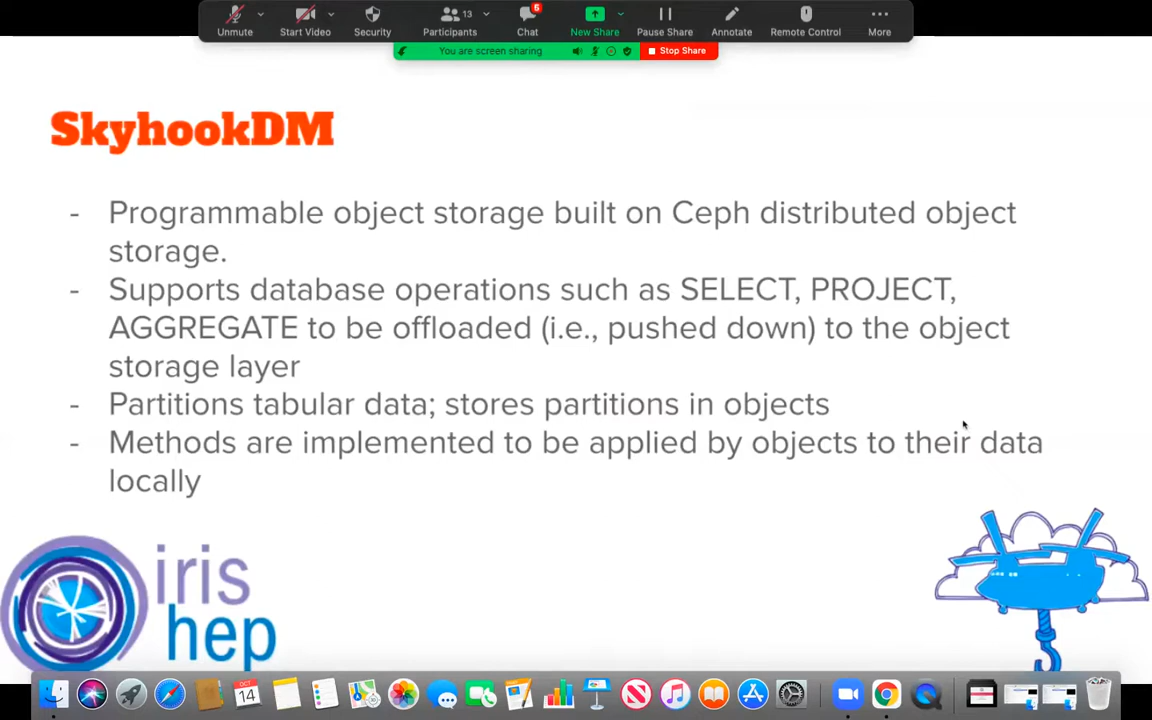 13
5
Unmute
Start Video
Security
Participants
Chat
New Share
Pause Share
Annotate
Remote Control
More
You are screen sharing
Stop Share
SkyhookDM
- Programmable object storage built on Ceph distributed object
storage.
- Supports database operations such as SELECT, PROJECT,
AGGREGATE to be offloaded (i.e., pushed down) to the object
storage layer
- Partitions tabular data; stores partitions in objects
- Methods are implemented to be applied by objects to their data
locally
iris
hep
OCT
14